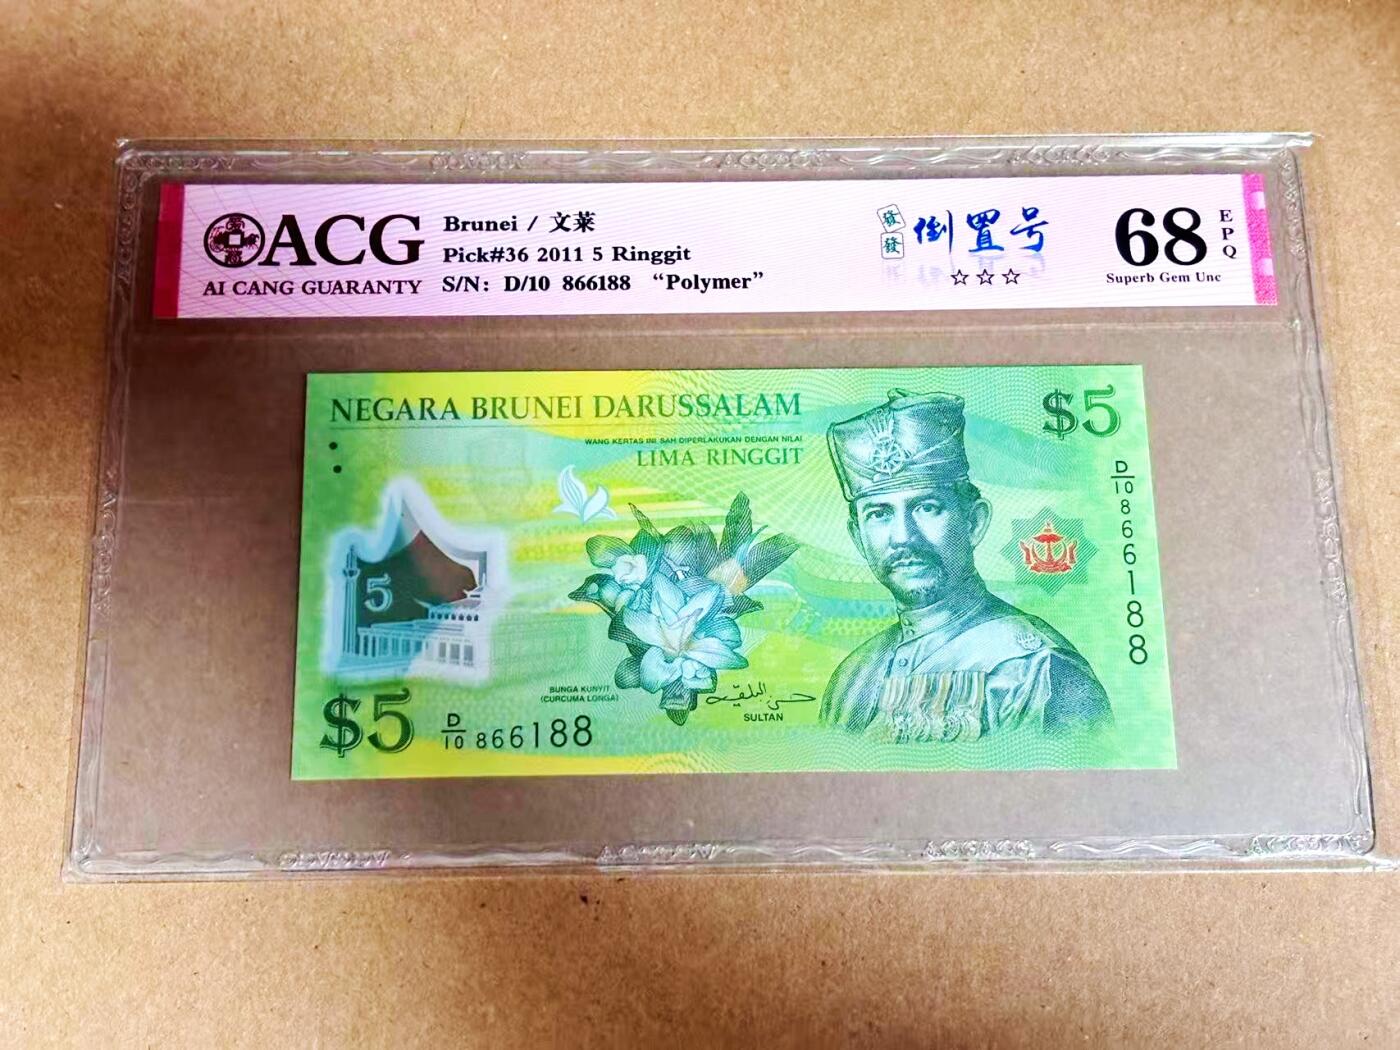 ACG
AI CANG GUARANTY
Brunei / 文莱
Pick#36 2011 5 Ringgit
S/N: D/10 866188 “Polymer”
發
發
倒置号
☆☆☆
68
EPQ
Superb Gem Unc
NEGARA BRUNEI DARUSSALAM
WANG KERTAS INI SAH DIPERLAKUKAN DENGAN NILAI
LIMA RINGGIT
$5
D/10 866188
5
BUNGA KUNYIT
(CURCUMA LONGA)
SULTAN
$5
D/10 866188